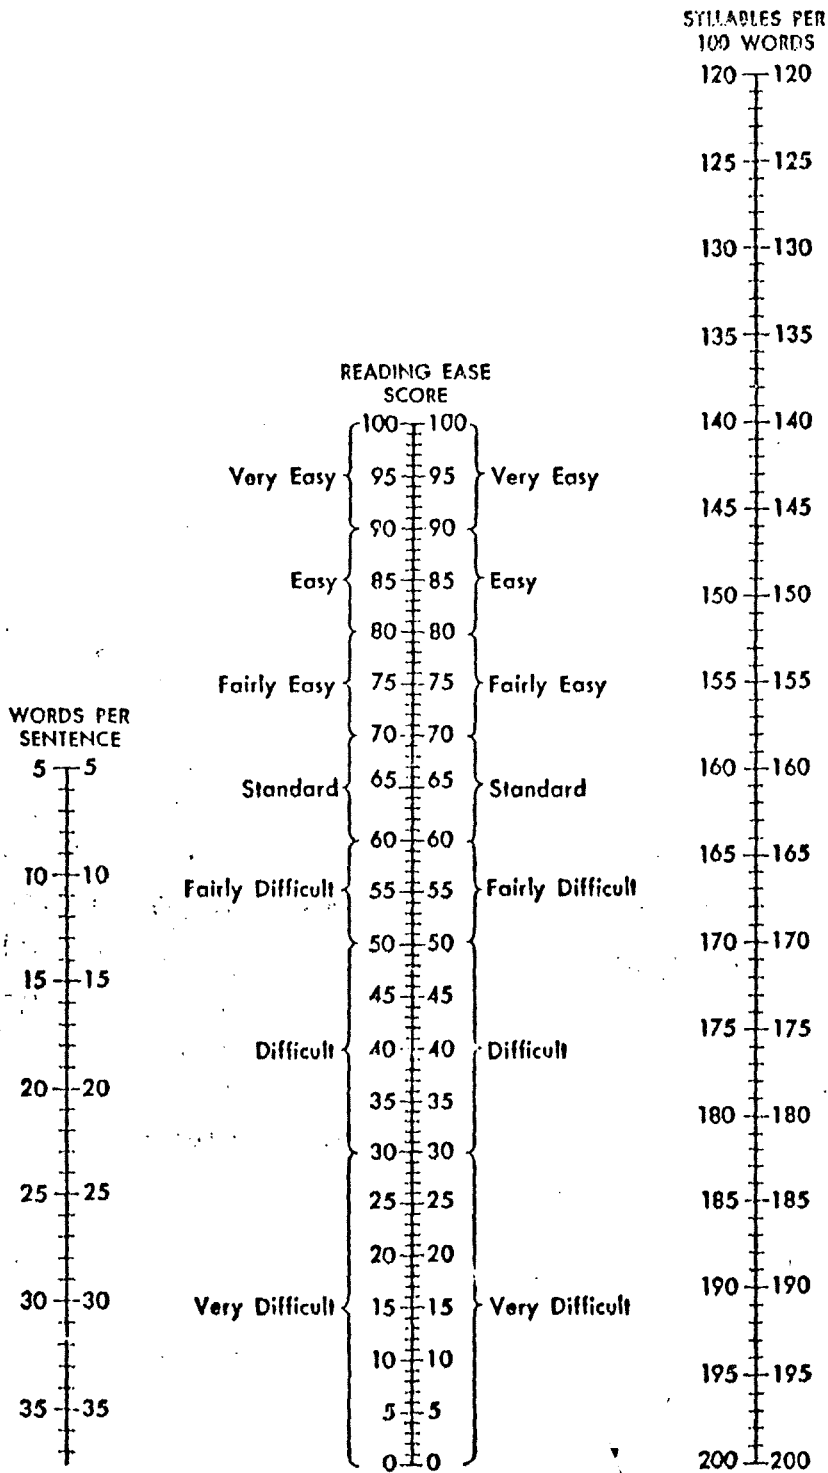 WORDS PER
SENTENCE
5 5
10 10
15 15
20 20
25 25
30 30
35 35
READING EASE
SCORE
100 100
Very Easy 95 95 Very Easy
90 90
Easy 85 85 Easy
80 80
Fairly Easy 75 75 Fairly Easy
70 70
Standard 65 65 Standard
60 60
Fairly Difficult 55 55 Fairly Difficult
50 50
45 45
Difficult 40 40 Difficult
35 35
30 30
25 25
20 20
Very Difficult 15 15 Very Difficult
10 10
5 5
0 0
SYLLABLES PER
100 WORDS
120 120
125 125
130 130
135 135
140 140
145 145
150 150
155 155
160 160
165 165
170 170
175 175
180 180
185 185
190 190
195 195
200 200